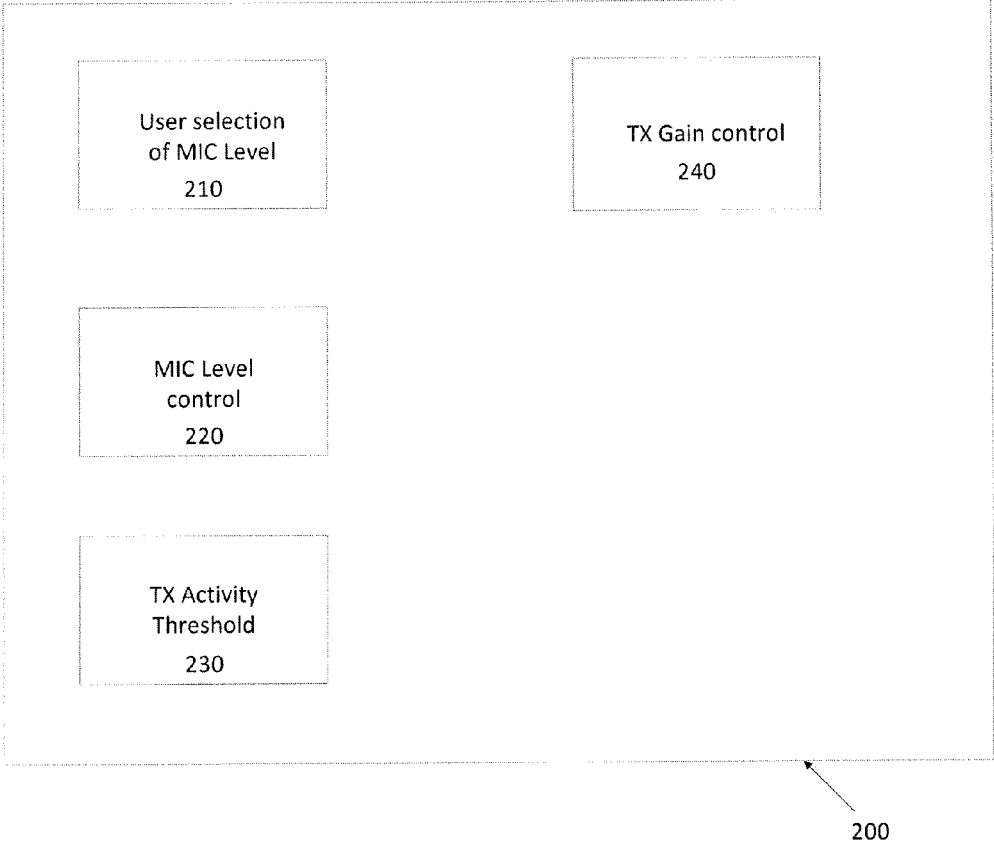 User selection
of MIC Level
210
TX Gain control
240
MIC Level
control
220
TX Activity
Threshold
230
200